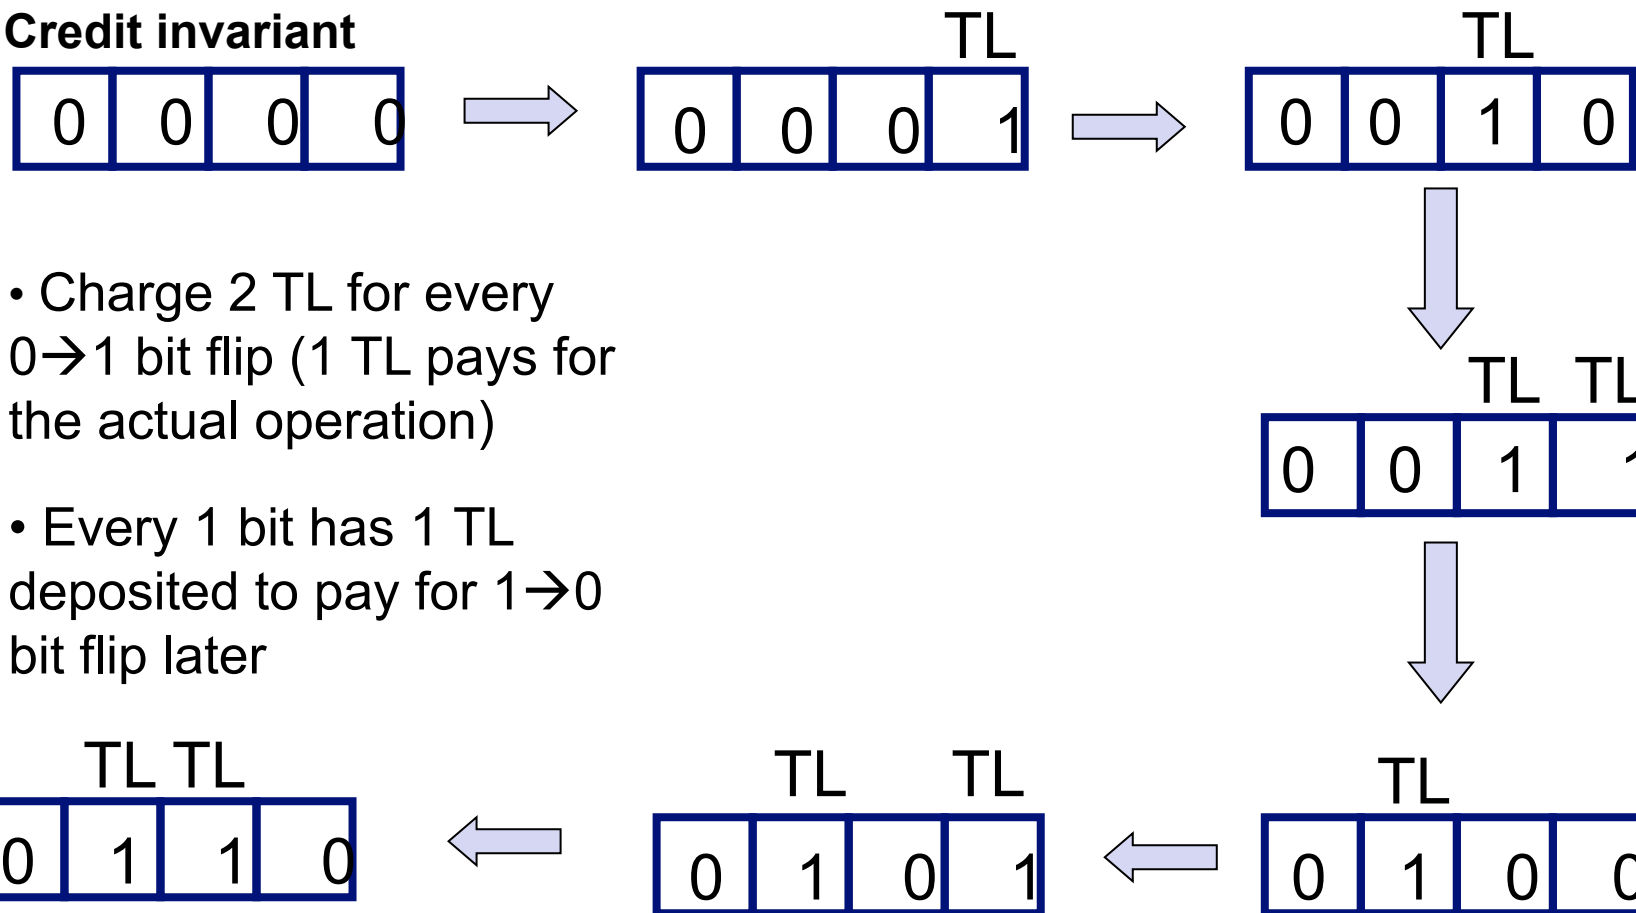 Credit invariant
TL
TL
0 0 0 0
0 0 0 1
0 0 1 0
• Charge 2 TL for every
0→1 bit flip (1 TL pays for
the actual operation)
TL TL
0 0 1 1
• Every 1 bit has 1 TL
deposited to pay for 1→0
bit flip later
TL TL
0 1 1 0
TL TL
0 1 0 1
TL
0 1 0 0